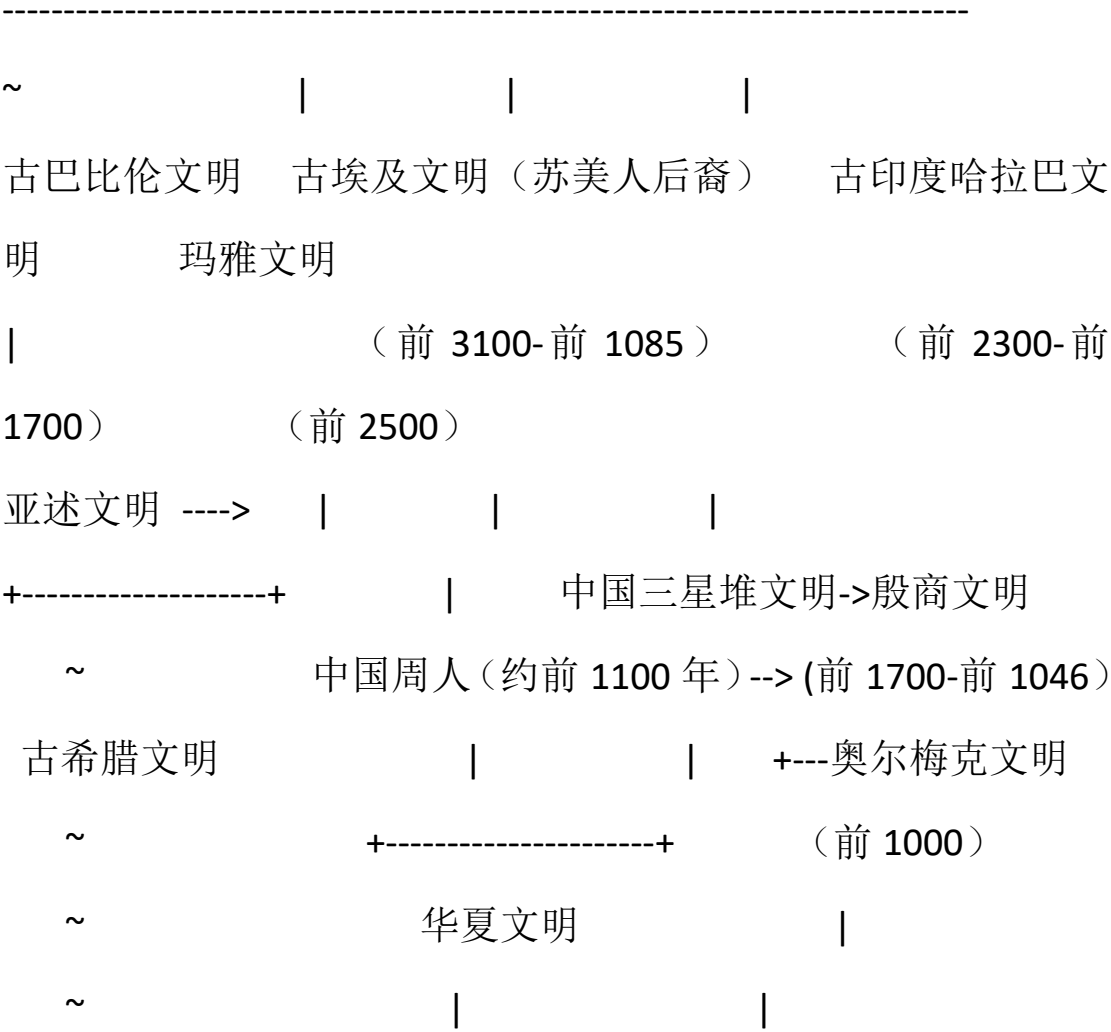 -------------------------------------------------------------------------------
~ | | |
古巴比伦文明 古埃及文明（苏美人后裔） 古印度哈拉巴文
明 玛雅文明
| （前 3100-前 1085） （前 2300-前
1700） （前 2500）
亚述文明 ----> | | |
+--------------------+ | 中国三星堆文明->殷商文明
~ 中国周人（约前 1100 年）--> (前 1700-前 1046）
古希腊文明 | | +---奥尔梅克文明
~ +----------------------+ （前 1000）
~ 华夏文明 |
~ | |